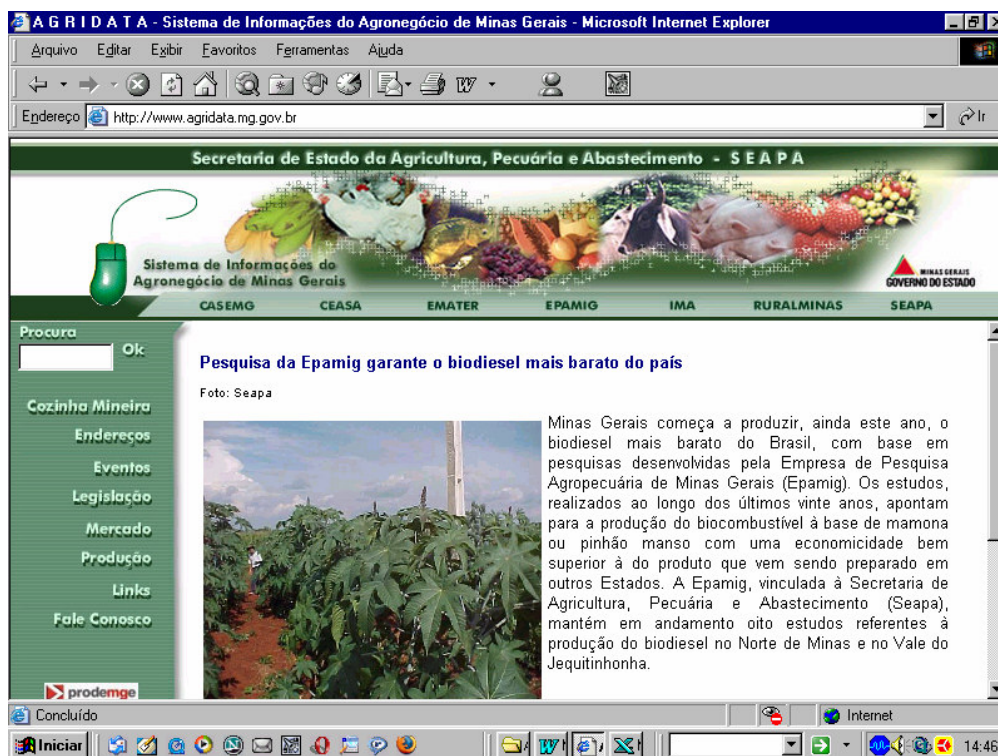 A G R I D A T A - Sistema de Informações do Agronegócio de Minas Gerais - Microsoft Internet Explorer
Arquivo Editar Exibir Favoritos Ferramentas Ajuda
Endereço http://www.agridata.mg.gov.br Ir
Secretaria de Estado da Agricultura, Pecuária e Abastecimento - S E A P A
Sistema de Informações do
Agronegócio de Minas Gerais
MINAS GERAIS
GOVERNO DO ESTADO
CASEMG CEASA EMATER EPAMIG IMA RURALMINAS SEAPA
Procura
Ok
Cozinha Mineira
Endereços
Eventos
Legislação
Mercado
Produção
Links
Fale Conosco
prodemge
Pesquisa da Epamig garante o biodiesel mais barato do país
Foto: Seapa
Minas Gerais começa a produzir, ainda este ano, o
biodiesel mais barato do Brasil, com base em
pesquisas desenvolvidas pela Empresa de Pesquisa
Agropecuária de Minas Gerais (Epamig). Os estudos,
realizados ao longo dos últimos vinte anos, apontam
para a produção do biocombustível à base de mamona
ou pinhão manso com uma economicidade bem
superior à do produto que vem sendo preparado em
outros Estados. A Epamig, vinculada à Secretaria de
Agricultura, Pecuária e Abastecimento (Seapa),
mantém em andamento oito estudos referentes à
produção do biodiesel no Norte de Minas e no Vale do
Jequitinhonha.
Concluído Internet
Iniciar 14:46